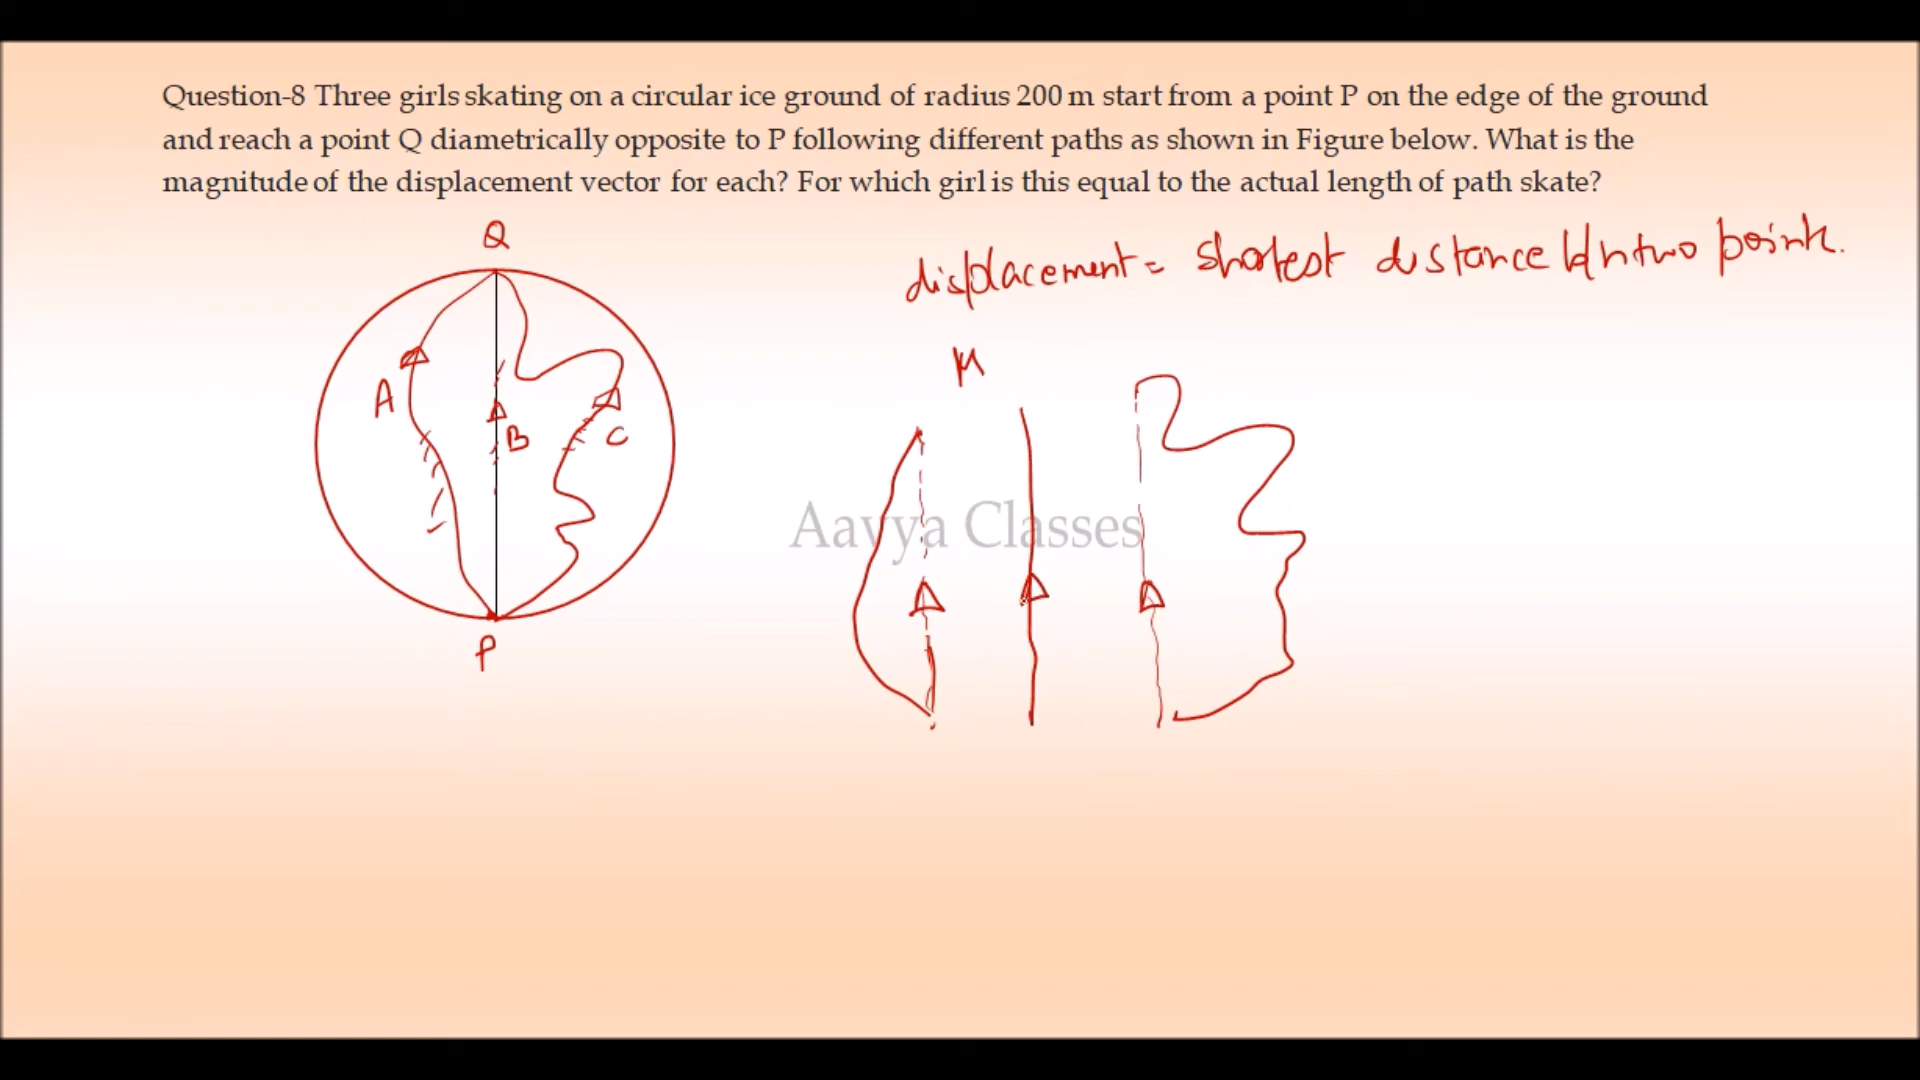 Question-8 Three girls skating on a circular ice ground of radius 200 m start from a point P on the edge of the ground
and reach a point Q diametrically opposite to P following different paths as shown in Figure below. What is the
magnitude of the displacement vector for each? For which girl is this equal to the actual length of path skate?
Q
displacement = shortest distance b/n two point.
A
B
C
Aavya Classes
P